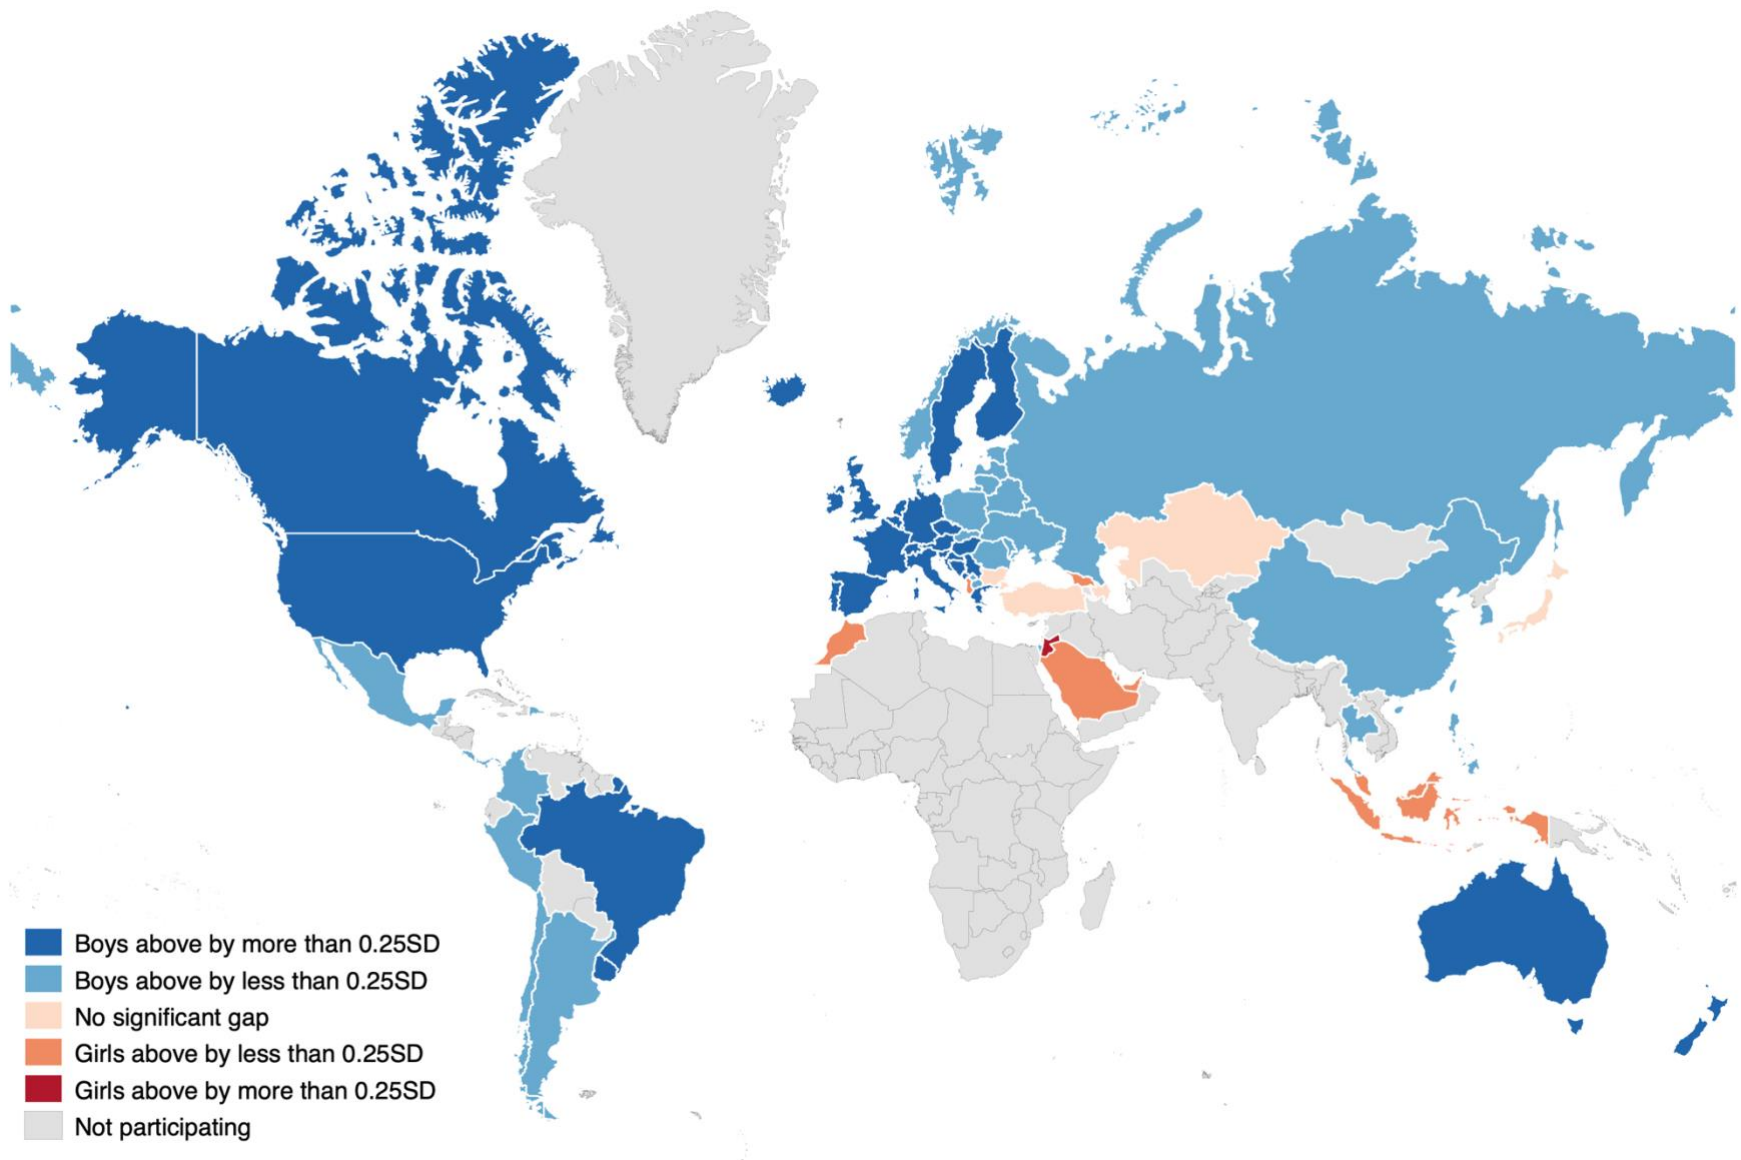 Boys above by more than 0.25SD
Boys above by less than 0.25SD
No significant gap
Girls above by less than 0.25SD
Girls above by more than 0.25SD
Not participating